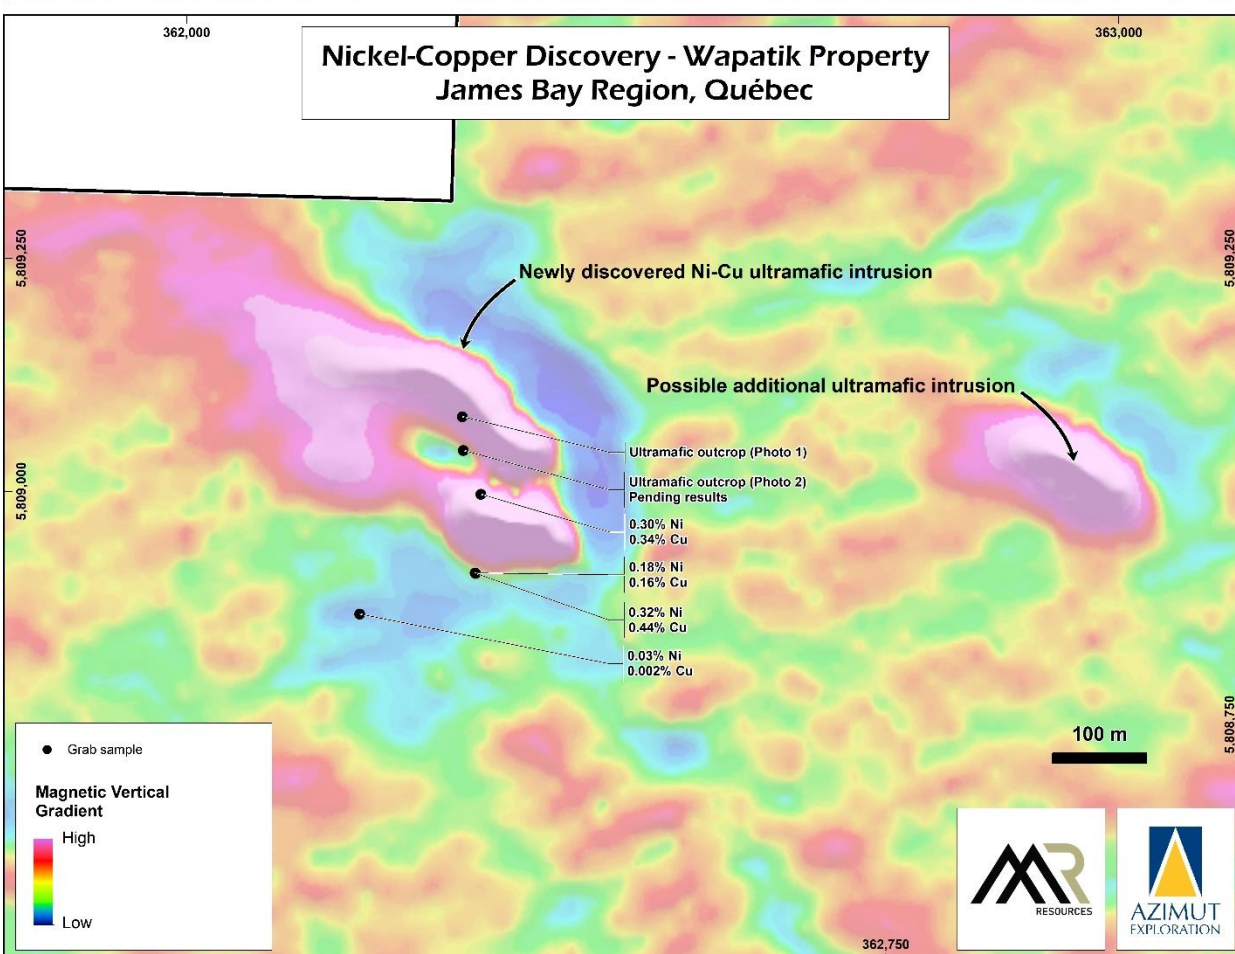 362,000
363,000
Nickel-Copper Discovery - Wapatik Property
James Bay Region, Québec
5,809,250
5,809,250
Newly discovered Ni-Cu ultramafic intrusion
Possible additional ultramafic intrusion
Ultramafic outcrop (Photo 1)
Ultramafic outcrop (Photo 2)
Pending results
5,809,000
5,809,000
0.30% Ni
0.34% Cu
0.18% Ni
0.16% Cu
0.32% Ni
0.44% Cu
0.03% Ni
0.002% Cu
5,808,750
100 m
Grab sample
Magnetic Vertical
Gradient
High
Low
362,750
MR
RESOURCES
AZIMUT
EXPLORATION